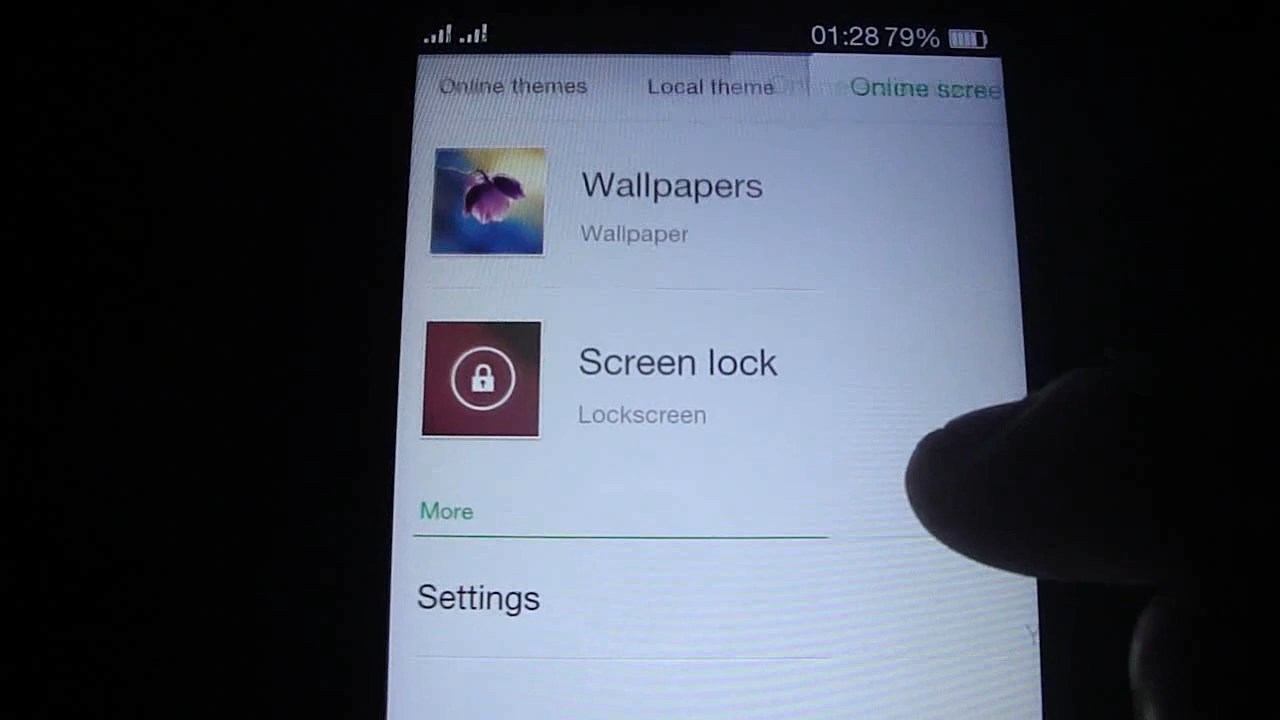 01:28 79%
Online themes Local theme Online scree
Wallpapers
Wallpaper
Screen lock
Lockscreen
More
Settings